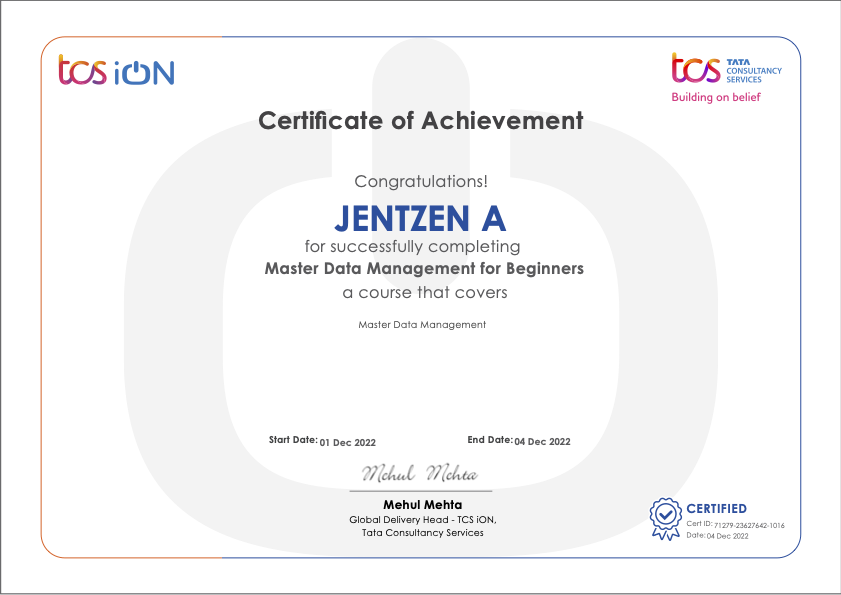 tcs iON
tcs TATA
CONSULTANCY
SERVICES
Building on belief
Certificate of Achievement
Congratulations!
JENTZEN A
for successfully completing
Master Data Management for Beginners
a course that covers
Master Data Management
Start Date: 01 Dec 2022
End Date: 04 Dec 2022
Mehul Mehta
Mehul Mehta
Global Delivery Head - TCS iON,
Tata Consultancy Services
CERTIFIED
Cert ID: 71279-23627642-1016
Date: 04 Dec 2022